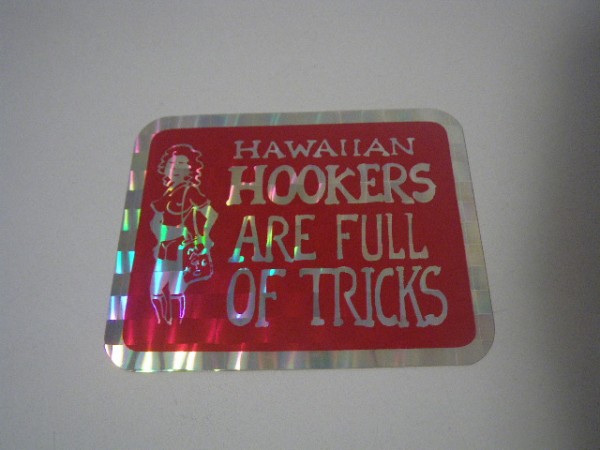 HAWAIIAN
HOOKERS
ARE FULL
OF TRICKS